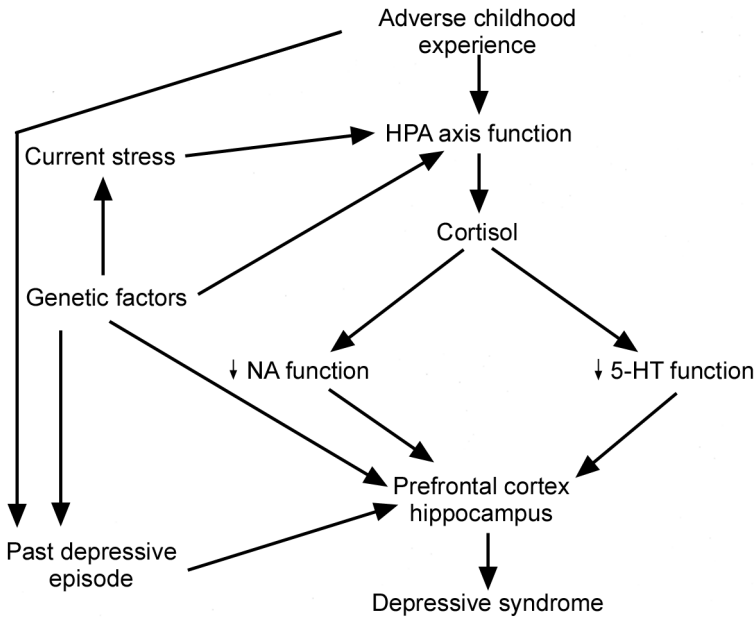 Adverse childhood
experience
HPA axis function
Current stress
Cortisol
Genetic factors
↓ NA function
↓ 5-HT function
Prefrontal cortex
hippocampus
Past depressive
episode
Depressive syndrome